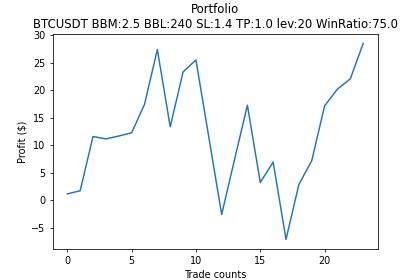 Portfolio
BTCUSDT BBM:2.5 BBL:240 SL:1.4 TP:1.0 lev:20 WinRatio:75.0
30
25
20
15
10
5
0
−5
Profit ($)
0 5 10 15 20
Trade counts